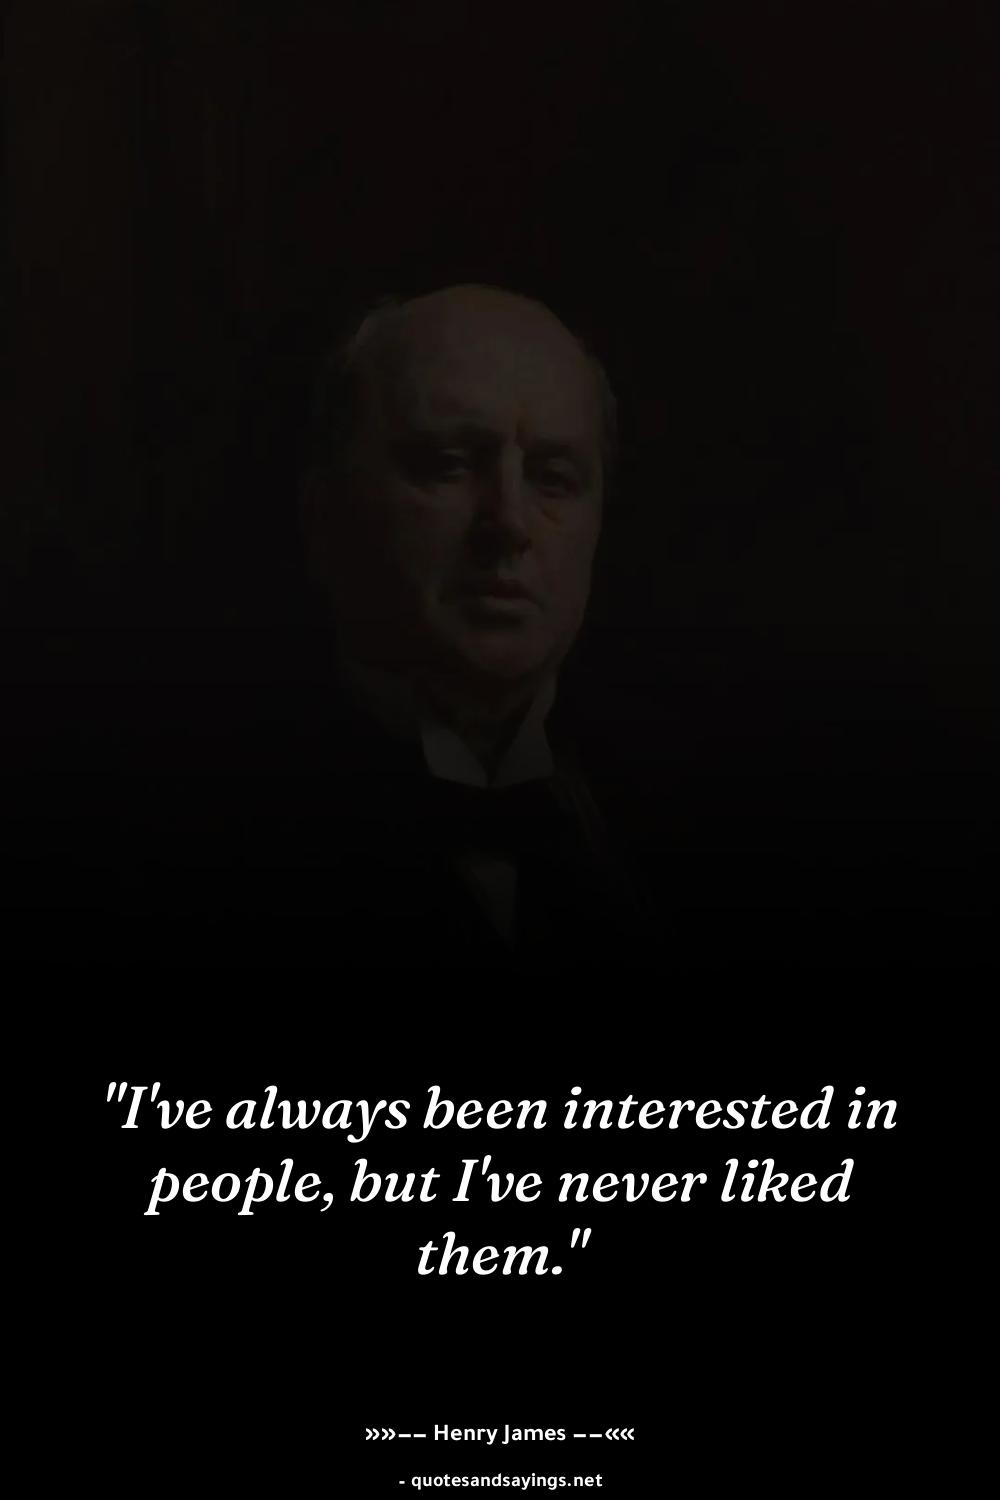 "I've always been interested in
people, but I've never liked
them."
»»–– Henry James ––««
- quotesandsayings.net